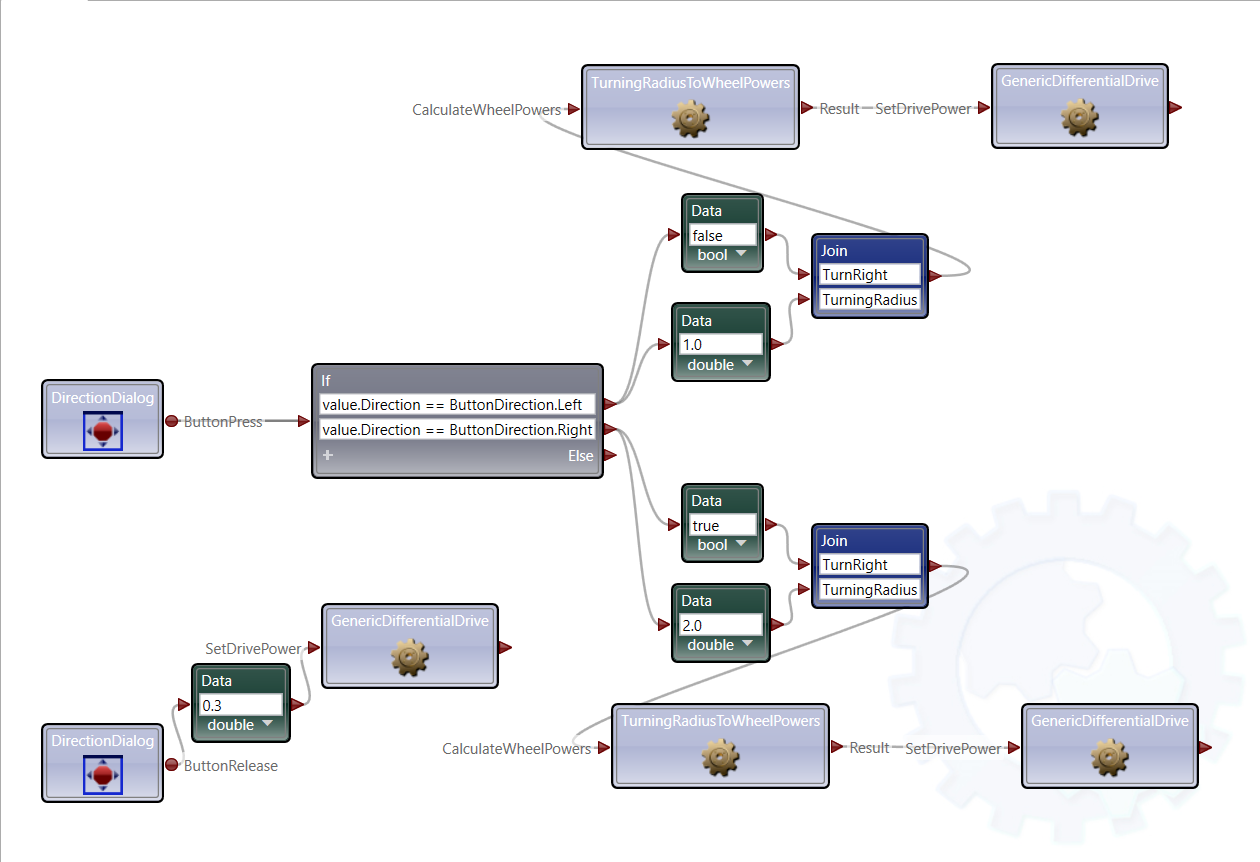 TurningRadiusToWheelPowers
GenericDifferentialDrive
CalculateWheelPowers
Result
SetDrivePower
Data
false
bool
Join
TurnRight
TurningRadius
Data
1.0
double
DirectionDialog
ButtonPress
If
value.Direction == ButtonDirection.Left
value.Direction == ButtonDirection.Right
+
Else
Data
true
bool
Join
TurnRight
TurningRadius
Data
2.0
double
GenericDifferentialDrive
SetDrivePower
Data
0.3
double
DirectionDialog
ButtonRelease
TurningRadiusToWheelPowers
GenericDifferentialDrive
CalculateWheelPowers
Result
SetDrivePower